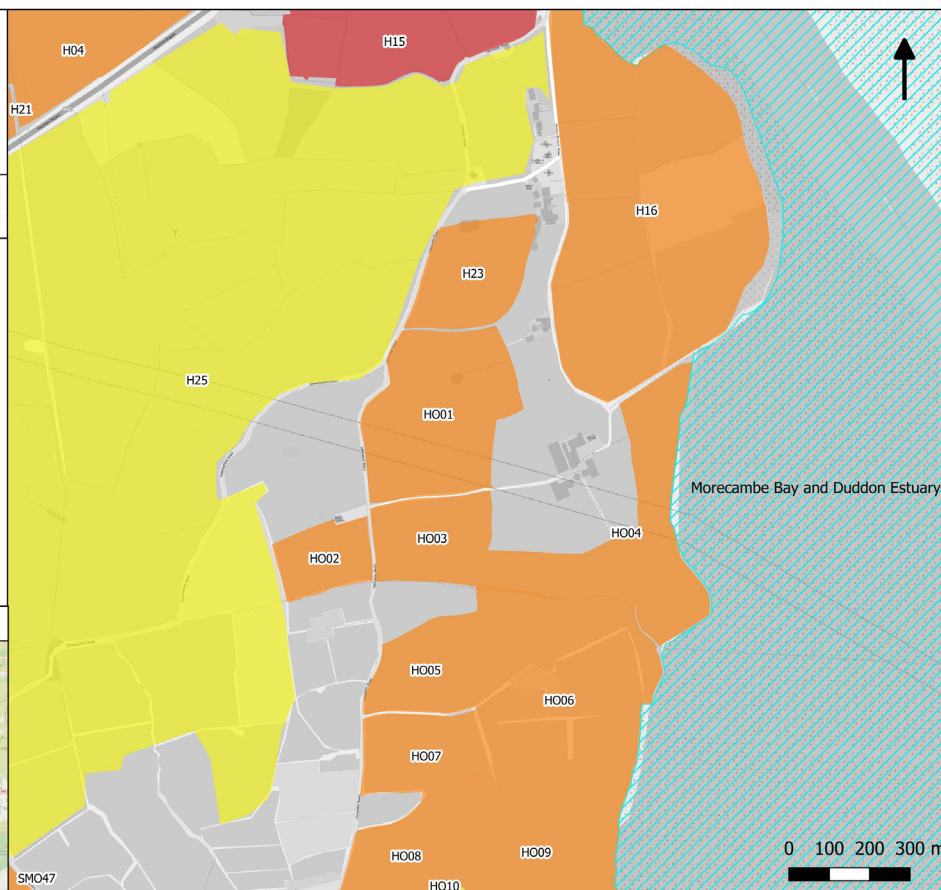 H04
H15
H21
H16
H23
H25
HO01
Morecambe Bay and Duddon Estuary
HO03
HO04
HO02
HO05
HO06
HO07
HO08
HO09
HO10
SMO47
0 100 200 300 m